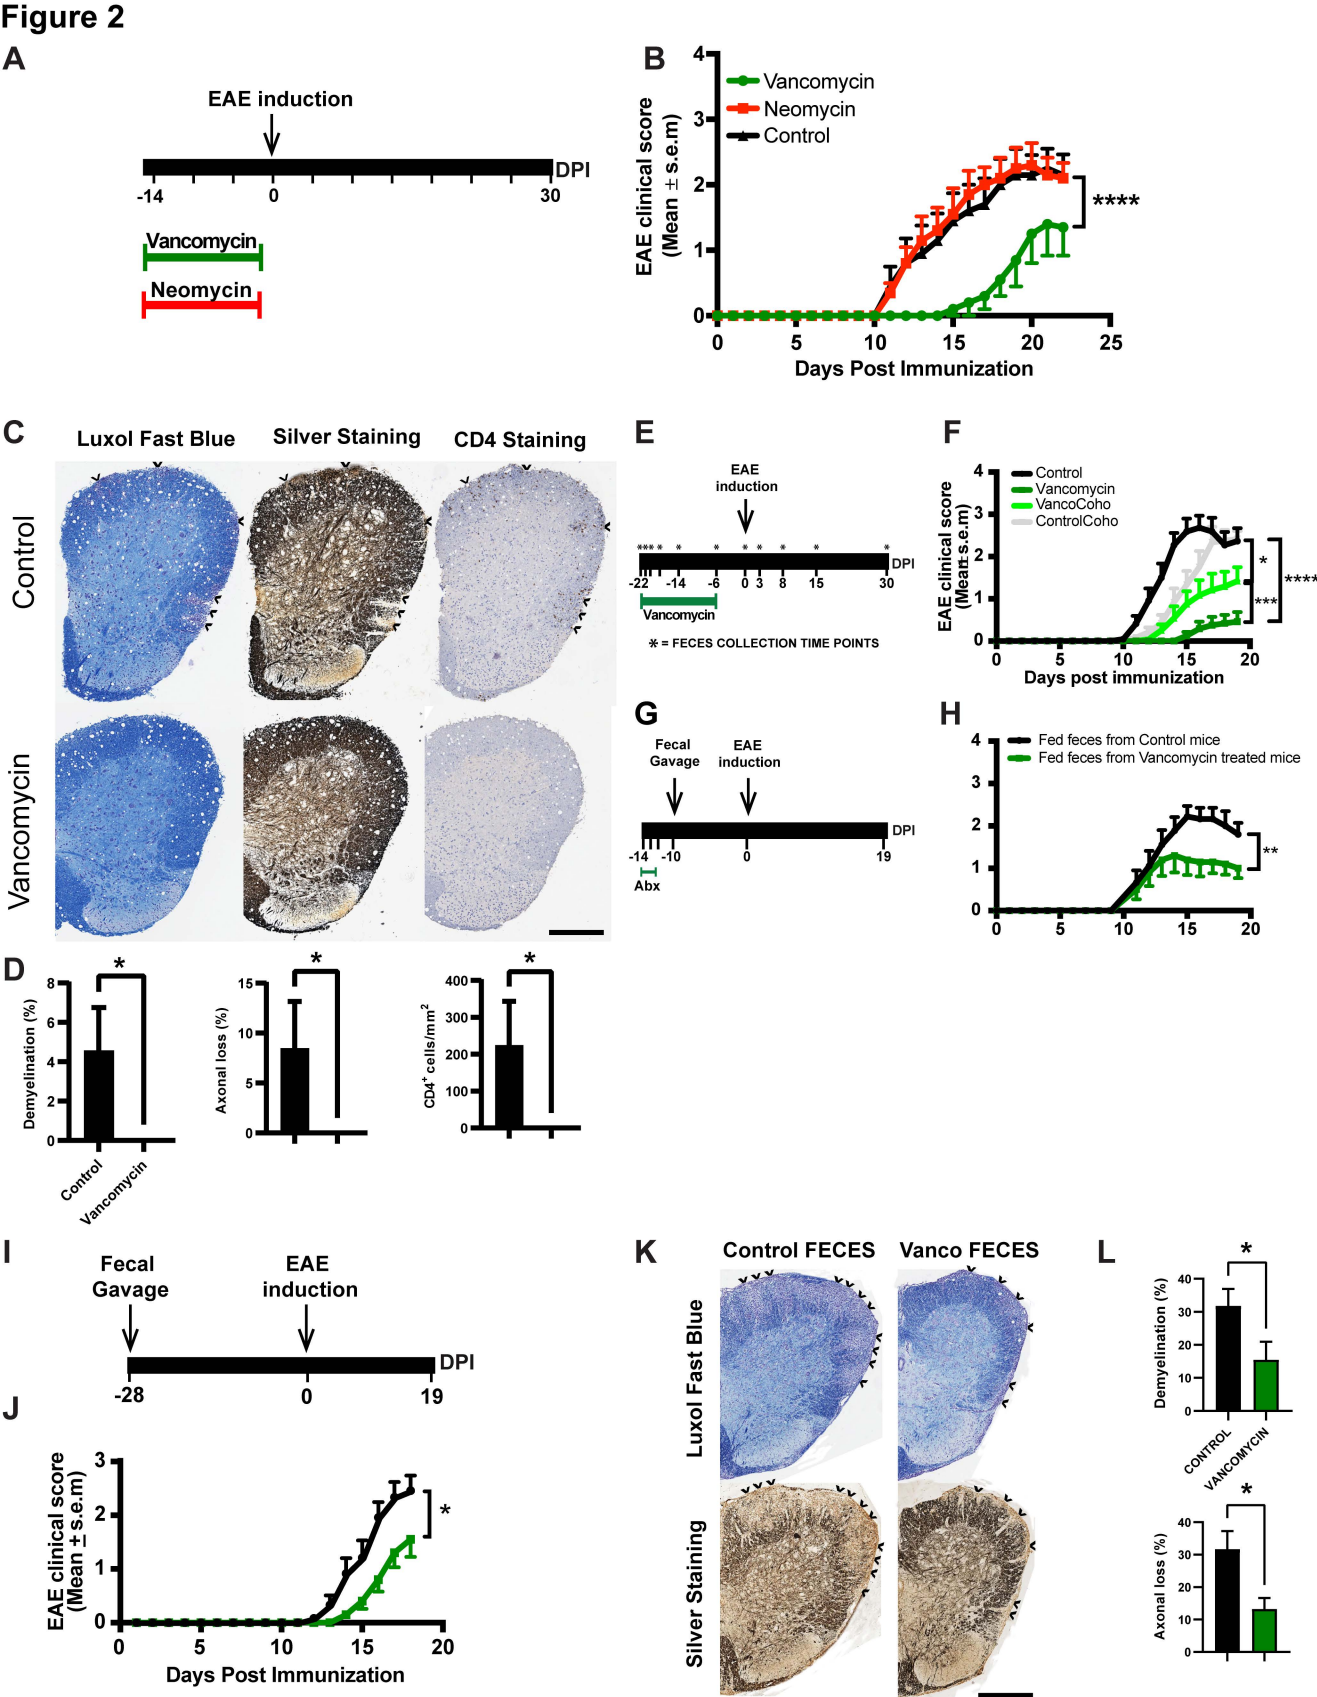 Figure 2
A
EAE induction
DPI
-14
0
30
Vancomycin
Neomycin
B
Vancomycin
Neomycin
Control
EAE clinical score
(Mean ± s.e.m)
4
3
2
1
0
****
0
5
10
15
20
25
Days Post Immunization
C
Luxol Fast Blue
Silver Staining
CD4 Staining
Control
Vancomycin
D
Demyelination (%)
8
6
4
2
0
*
Control
Vancomycin
Axonal loss (%)
15
10
5
0
*
CD4+ cells/mm2
400
300
200
100
0
*
E
EAE
induction
* * * * * * * * * * * *
DPI
-22
-14
-6
0
3
8
15
30
Vancomycin
* = FECES COLLECTION TIME POINTS
F
Control
Vancomycin
VancoCoho
ControlCoho
EAE clinical score
(Mean ± s.e.m)
4
3
2
1
0
*
***
****
0
5
10
15
20
Days post immunization
G
Fecal
Gavage
EAE
induction
DPI
-14
-10
0
19
Abx
H
Fed feces from Control mice
Fed feces from Vancomycin treated mice
4
3
2
1
0
**
0
5
10
15
20
I
Fecal
Gavage
EAE
induction
DPI
-28
0
19
J
EAE clinical score
(Mean ± s.e.m)
3
2
1
0
*
0
5
10
15
20
Days Post Immunization
K
Control FECES
Vanco FECES
Luxol Fast Blue
Silver Staining
L
Demyelination (%)
40
30
20
10
0
*
CONTROL
VANCOMYCIN
Axonal loss (%)
40
30
20
10
0
*